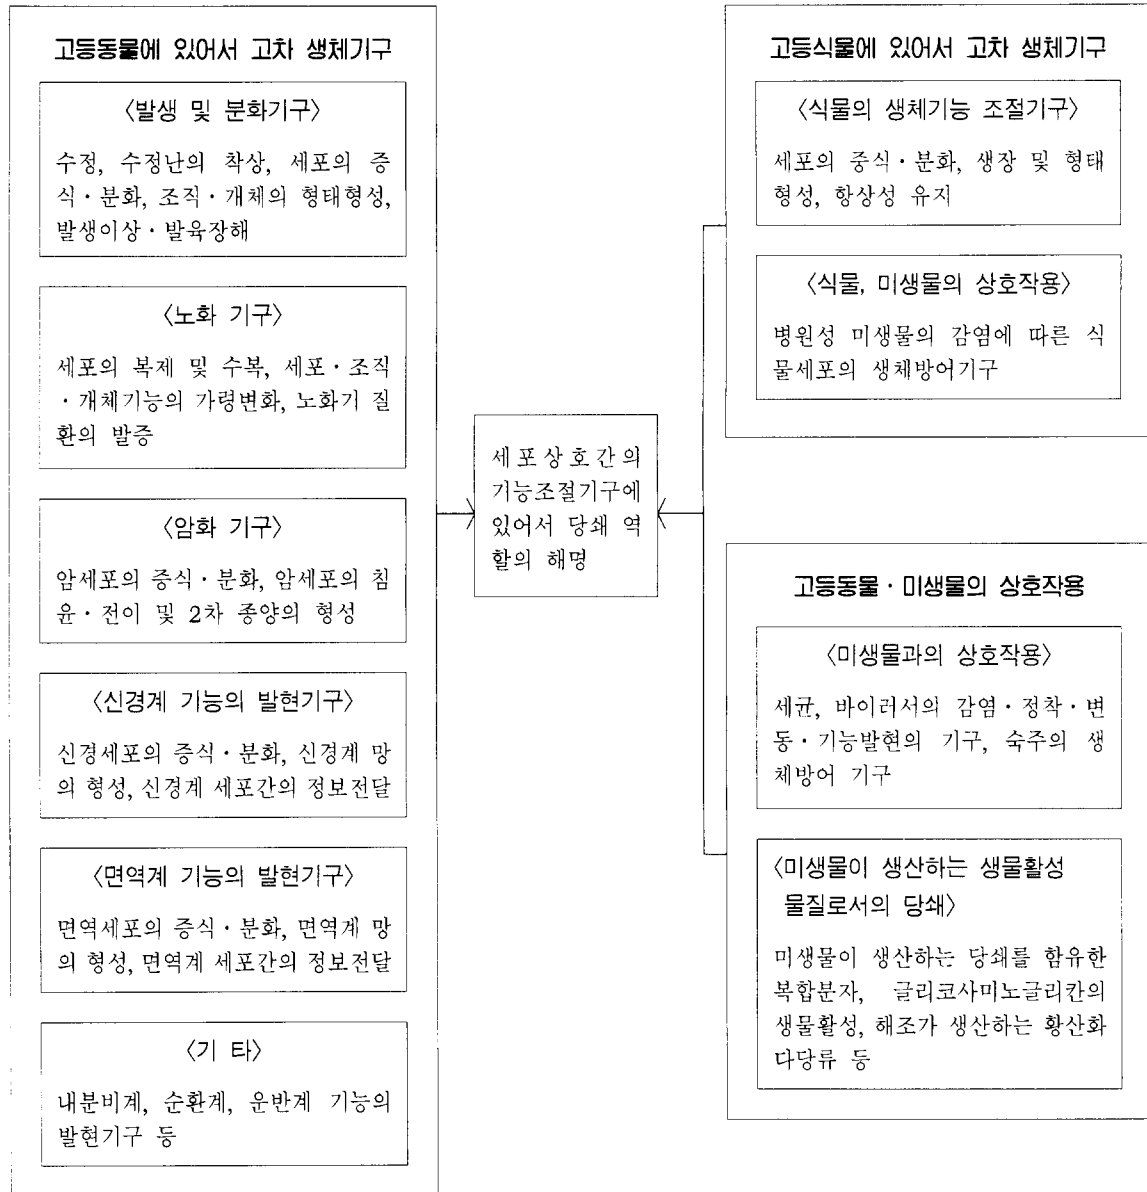 고등동물에 있어서 고차 생체기구
〈발생 및 분화기구〉
수정, 수정난의 착상, 세포의 증
식·분화, 조직·개체의 형태형성,
발생이상·발육장해
〈노화 기구〉
세포의 복제 및 수복, 세포·조직
·개체기능의 가령변화, 노화기 질
환의 발증
〈암화 기구〉
암세포의 증식·분화, 암세포의 침
윤·전이 및 2차 종양의 형성
〈신경계 기능의 발현기구〉
신경세포의 증식·분화, 신경계 망
의 형성, 신경계 세포간의 정보전달
〈면역계 기능의 발현기구〉
면역세포의 증식·분화, 면역계 망
의 형성, 면역계 세포간의 정보전달
〈기 타〉
내분비계, 순환계, 운반계 기능의
발현기구 등
세포상호간의
기능조절기구에
있어서 당쇄 역
할의 해명
고등식물에 있어서 고차 생체기구
〈식물의 생체기능 조절기구〉
세포의 증식·분화, 생장 및 형태
형성, 항상성 유지
〈식물, 미생물의 상호작용〉
병원성 미생물의 감염에 따른 식
물세포의 생체방어기구
고등동물·미생물의 상호작용
〈미생물과의 상호작용〉
세균, 바이러서의 감염·정착·변
동·기능발현의 기구, 숙주의 생
체방어 기구
〈미생물이 생산하는 생물활성
물질로서의 당쇄〉
미생물이 생산하는 당쇄를 함유한
복합분자, 글리코사미노글리칸의
생물활성, 해조가 생산하는 황산화
다당류 등